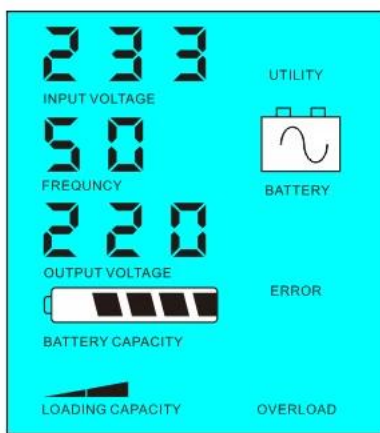 233
UTILITY
INPUT VOLTAGE
50
FREQUNCY
BATTERY
220
OUTPUT VOLTAGE
ERROR
BATTERY CAPACITY
LOADING CAPACITY
OVERLOAD